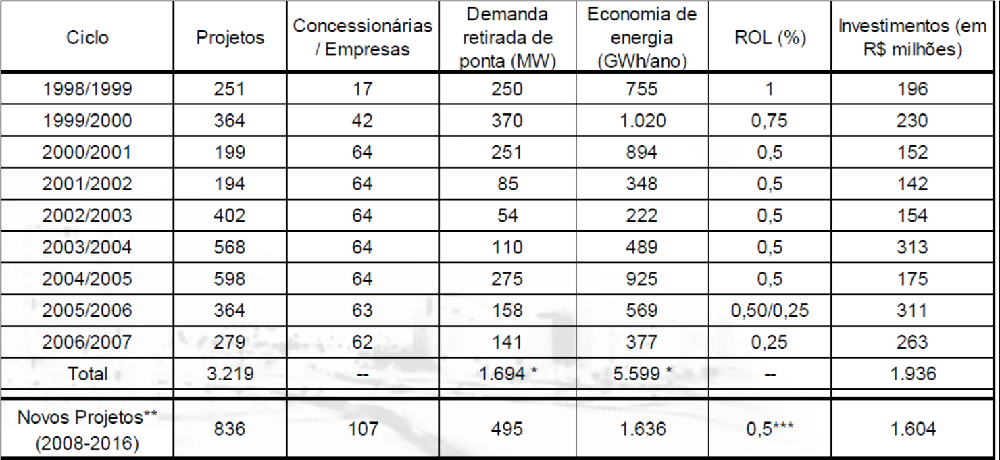 Ciclo Projetos Concessionárias / Empresas Demanda retirada de ponta (MW) Economia de energia (GWh/ano) ROL (%) Investimentos (em R$ milhões)
1998/1999 251 17 250 755 1 196
1999/2000 364 42 370 1.020 0,75 230
2000/2001 199 64 251 894 0,5 152
2001/2002 194 64 85 348 0,5 142
2002/2003 402 64 54 222 0,5 154
2003/2004 568 64 110 489 0,5 313
2004/2005 598 64 275 925 0,5 175
2005/2006 364 63 158 569 0,50/0,25 311
2006/2007 279 62 141 377 0,25 263
Total 3.219 -- 1.694 * 5.599 * -- 1.936
Novos Projetos** (2008-2016) 836 107 495 1.636 0,5*** 1.604